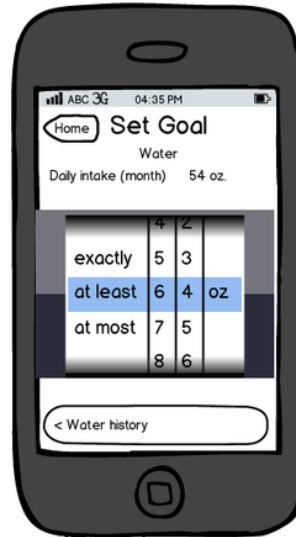 ABC 3G 04:35 PM
Home Set Goal
Water
Daily intake (month) 54 oz.
4 2
exactly 5 3
at least 6 4 oz
at most 7 5
8 6
< Water history